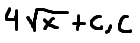 4√x + c, c